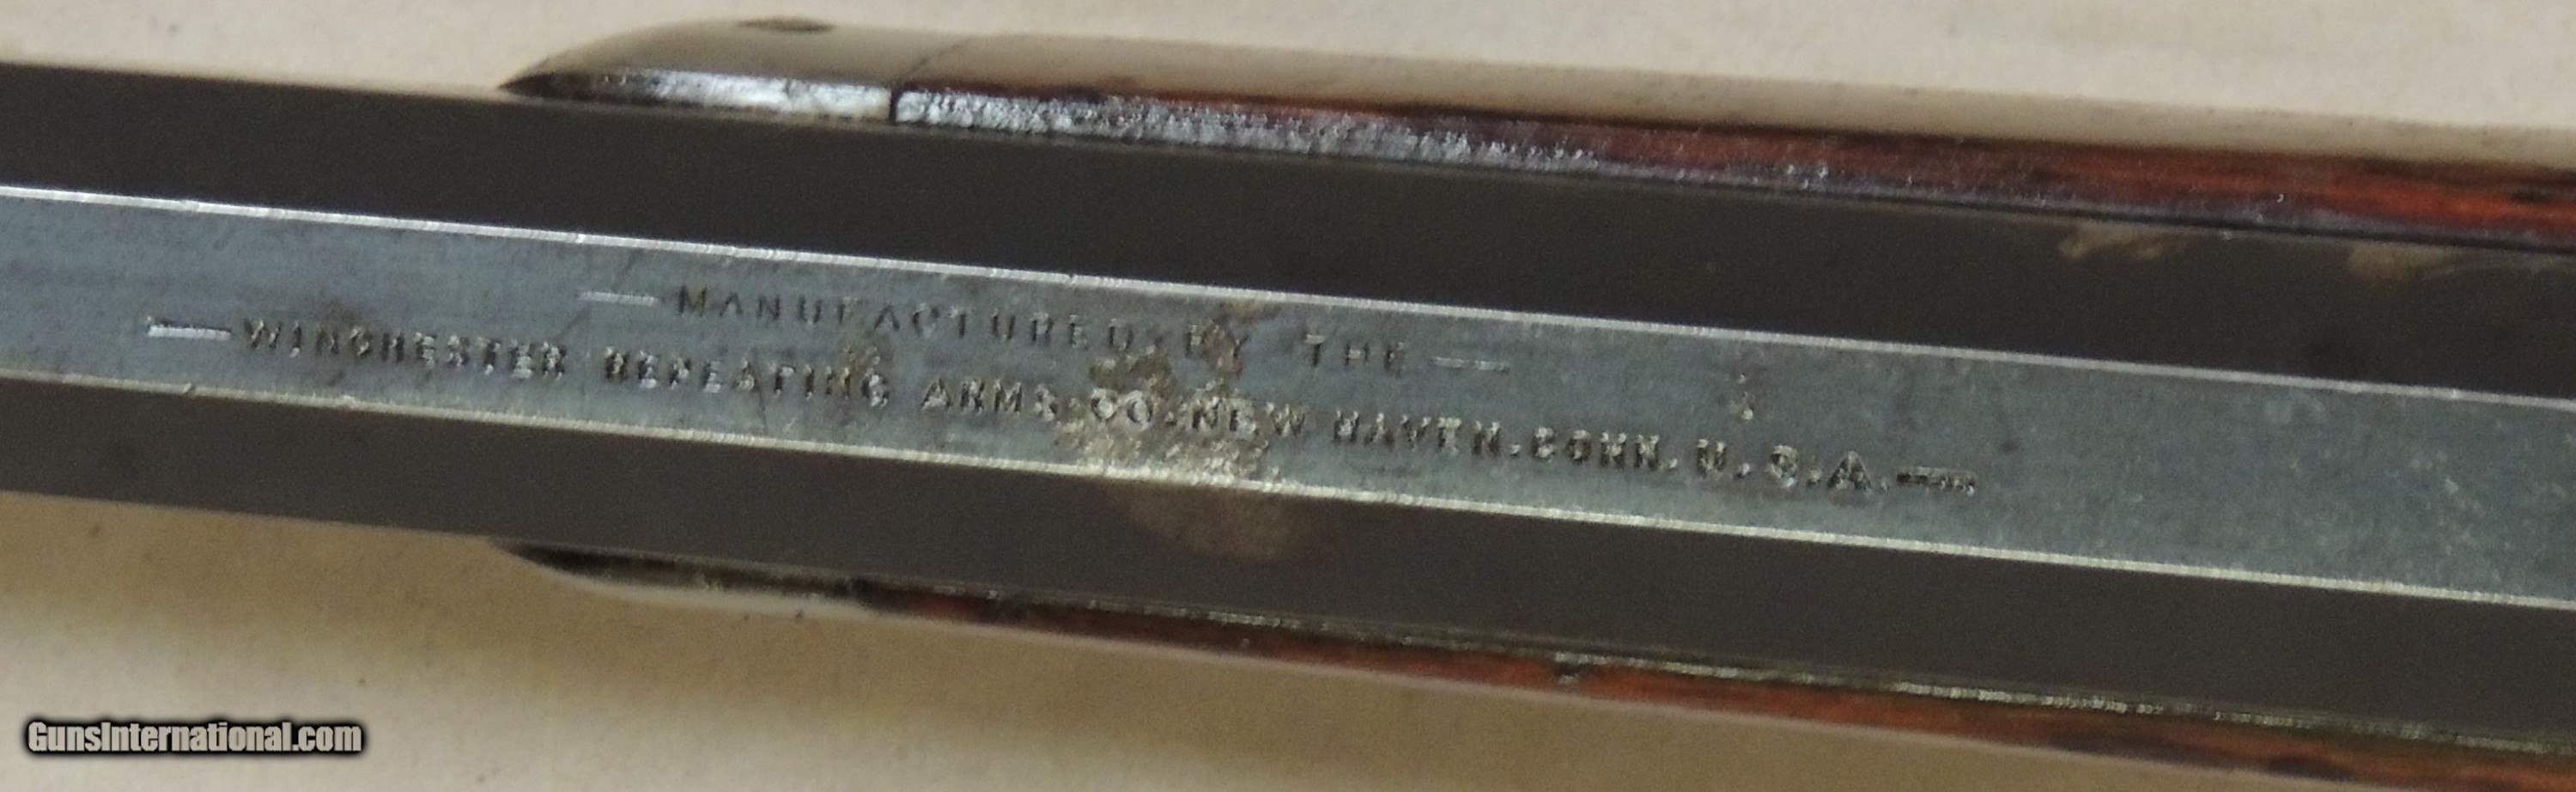 — MANUFACTURED BY THE —
— WINCHESTER REPEATING ARMS. CO. NEW HAVEN. CONN. U. S. A. —
GunsInternational.com